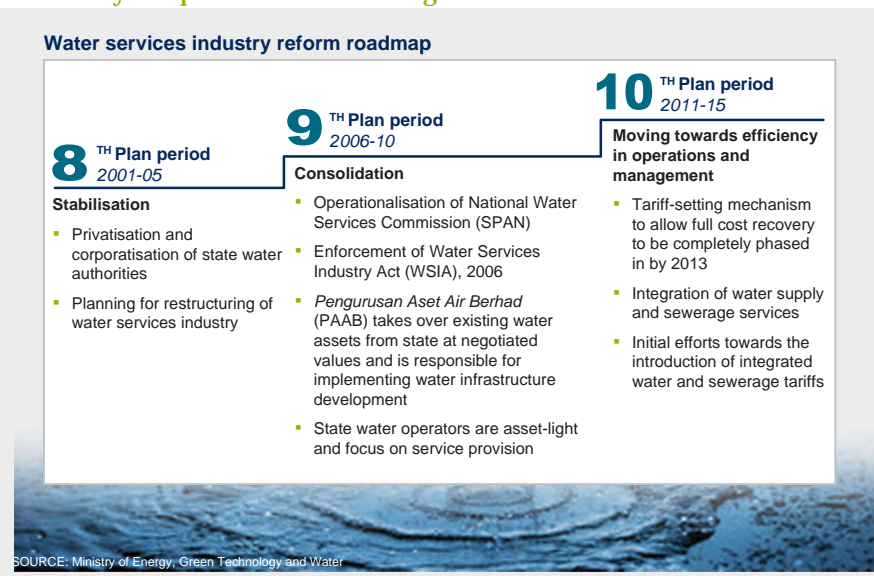 Water services industry reform roadmap
8 TH Plan period
2001-05
Stabilisation
Privatisation and
corporatisation of state water
authorities
Planning for restructuring of
water services industry
9 TH Plan period
2006-10
Consolidation
Operationalisation of National Water
Services Commission (SPAN)
Enforcement of Water Services
Industry Act (WSIA), 2006
Pengurusan Aset Air Berhad
(PAAB) takes over existing water
assets from state at negotiated
values and is responsible for
implementing water infrastructure
development
State water operators are asset-light
and focus on service provision
10 TH Plan period
2011-15
Moving towards efficiency
in operations and
management
Tariff-setting mechanism
to allow full cost recovery
to be completely phased
in by 2013
Integration of water supply
and sewerage services
Initial efforts towards the
introduction of integrated
water and sewerage tariffs
SOURCE: Ministry of Energy, Green Technology and Water